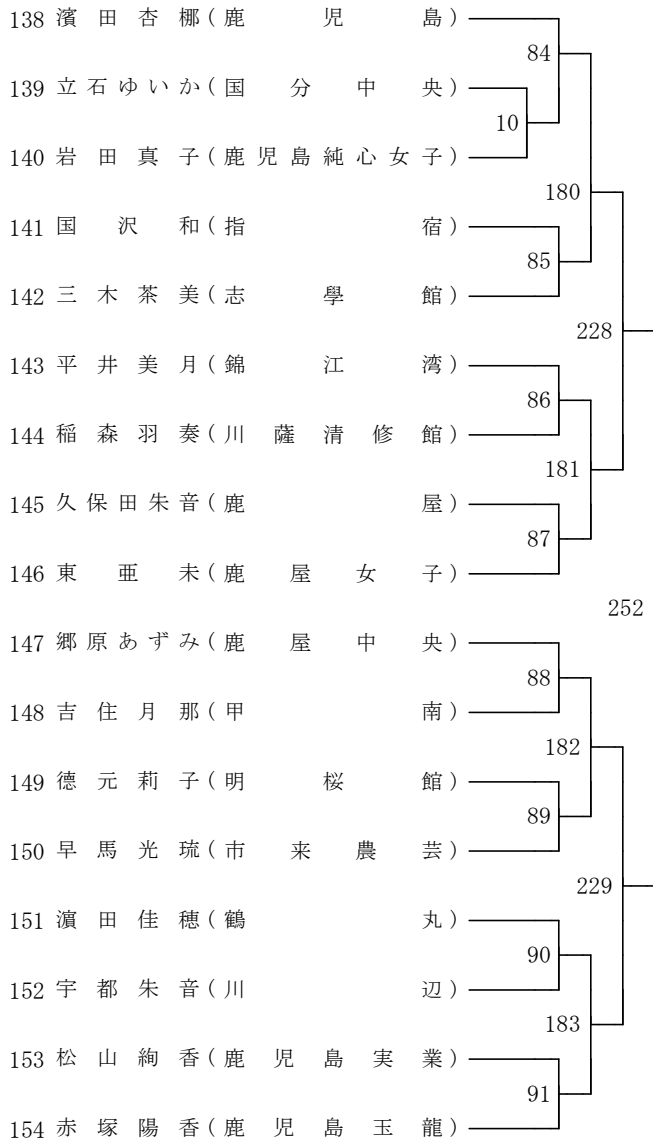 138 濵田杏梛(鹿児島)
84
139 立石ゆいか(国分中央)
10
140 岩田真子(鹿児島純心女子)
180
141 国沢和(指宿)
85
142 三木茶美(志學館)
228
143 平井美月(錦江湾)
86
144 稲森羽奏(川薩清修館)
181
145 久保田朱音(鹿屋)
87
146 東亜未(鹿屋女子)
252
147 郷原あずみ(鹿屋中央)
88
148 吉住月那(甲南)
182
149 德元莉子(明桜館)
89
150 早馬光琉(市来農芸)
229
151 濵田佳穂(鶴丸)
90
152 宇都朱音(川辺)
183
153 松山絢香(鹿児島実業)
91
154 赤塚陽香(鹿児島玉龍)